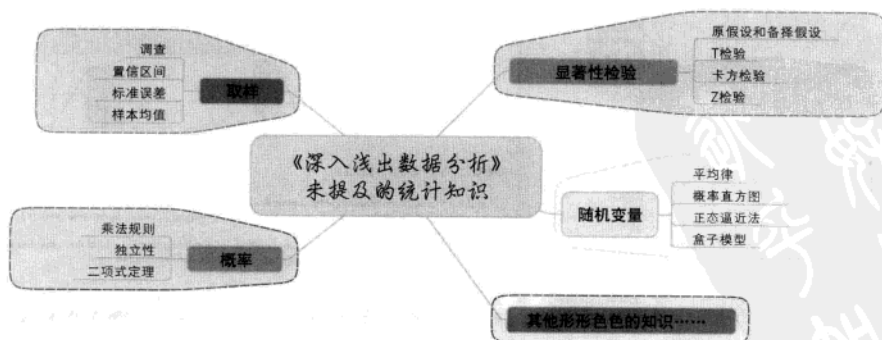 《深入浅出数据分析》
未提及的统计知识
取样
调查
置信区间
标准误差
样本均值
概率
乘法规则
独立性
二项式定理
显著性检验
原假设和备择假设
T检验
卡方检验
Z检验
随机变量
平均律
概率直方图
正态逼近法
盒子模型
其他形形色色的知识……